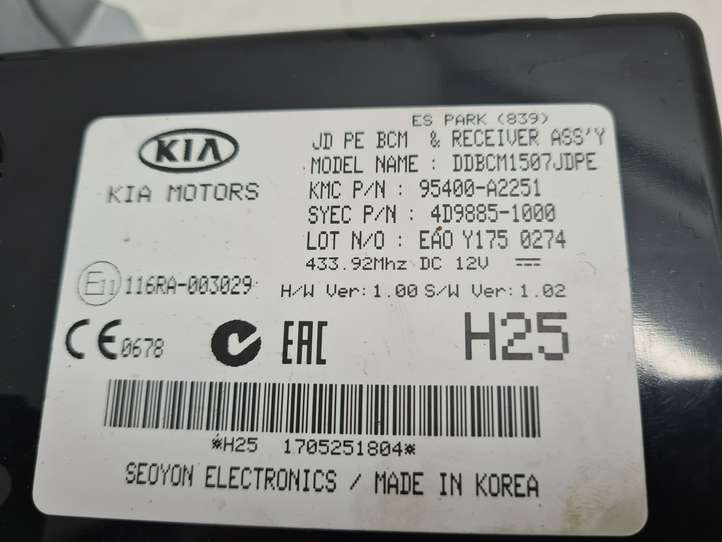 ES PARK (839)
KIA
JD PE BCM & RECEIVER ASS'Y
MODEL NAME : DDBCM1507JDPE
KIA MOTORS
KMC P/N : 95400-A2251
SYEC P/N : 4D9885-1000
LOT N/O : EAO Y175 0274
433.92Mhz DC 12V
E11 116RA-003029
H/W Ver:1.00 S/W Ver:1.02
CE 0678
EAC
H25
*H25 1705251804*
SEOYON ELECTRONICS / MADE IN KOREA